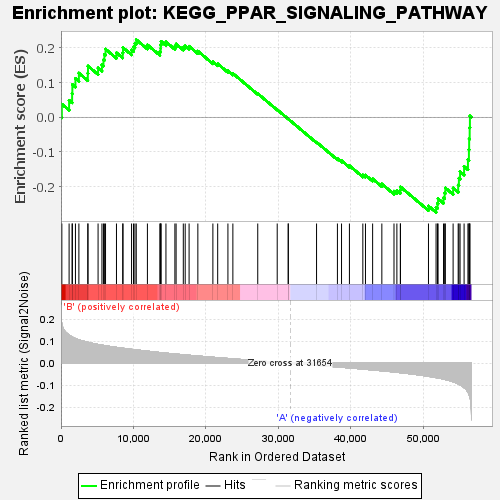 Enrichment plot: KEGG_PPAR_SIGNALING_PATHWAY
Enrichment score (ES)
0.2
0.1
0.0
-0.1
-0.2
'B' (positively correlated)
Ranked list metric (Signal2Noise)
0.2
0.1
0.0
-0.1
-0.2
Zero cross at 31654
'A' (negatively correlated)
0
10,000
20,000
30,000
40,000
50,000
Rank in Ordered Dataset
Enrichment profile
Hits
Ranking metric scores